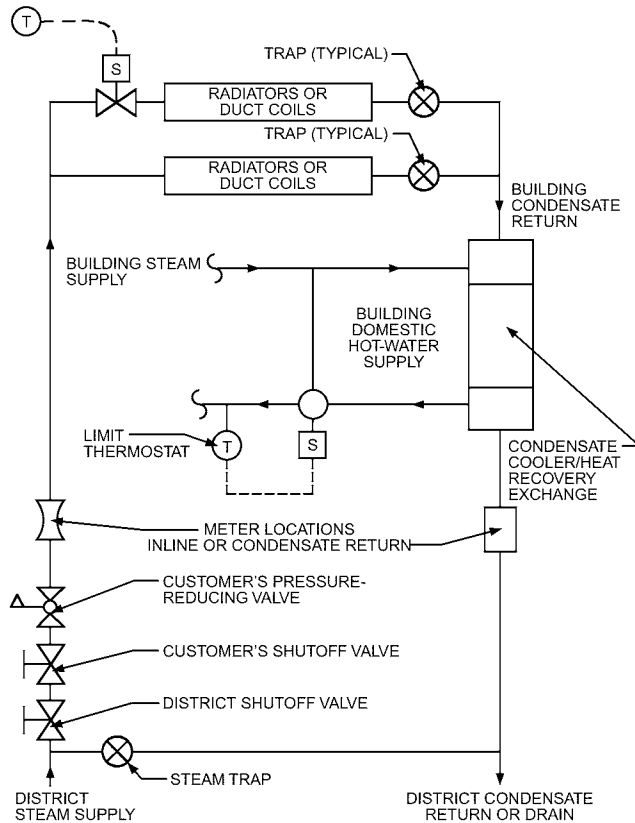 T
TRAP (TYPICAL)
S
RADIATORS OR
DUCT COILS
TRAP (TYPICAL)
RADIATORS OR
DUCT COILS
BUILDING
CONDENSATE
RETURN
BUILDING STEAM
SUPPLY
BUILDING
DOMESTIC
HOT-WATER
SUPPLY
LIMIT
THERMOSTAT
T
S
CONDENSATE
COOLER/HEAT
RECOVERY
EXCHANGE
METER LOCATIONS
INLINE OR CONDENSATE RETURN
CUSTOMER'S PRESSURE-
REDUCING VALVE
CUSTOMER'S SHUTOFF VALVE
DISTRICT SHUTOFF VALVE
STEAM TRAP
DISTRICT
STEAM SUPPLY
DISTRICT CONDENSATE
RETURN OR DRAIN